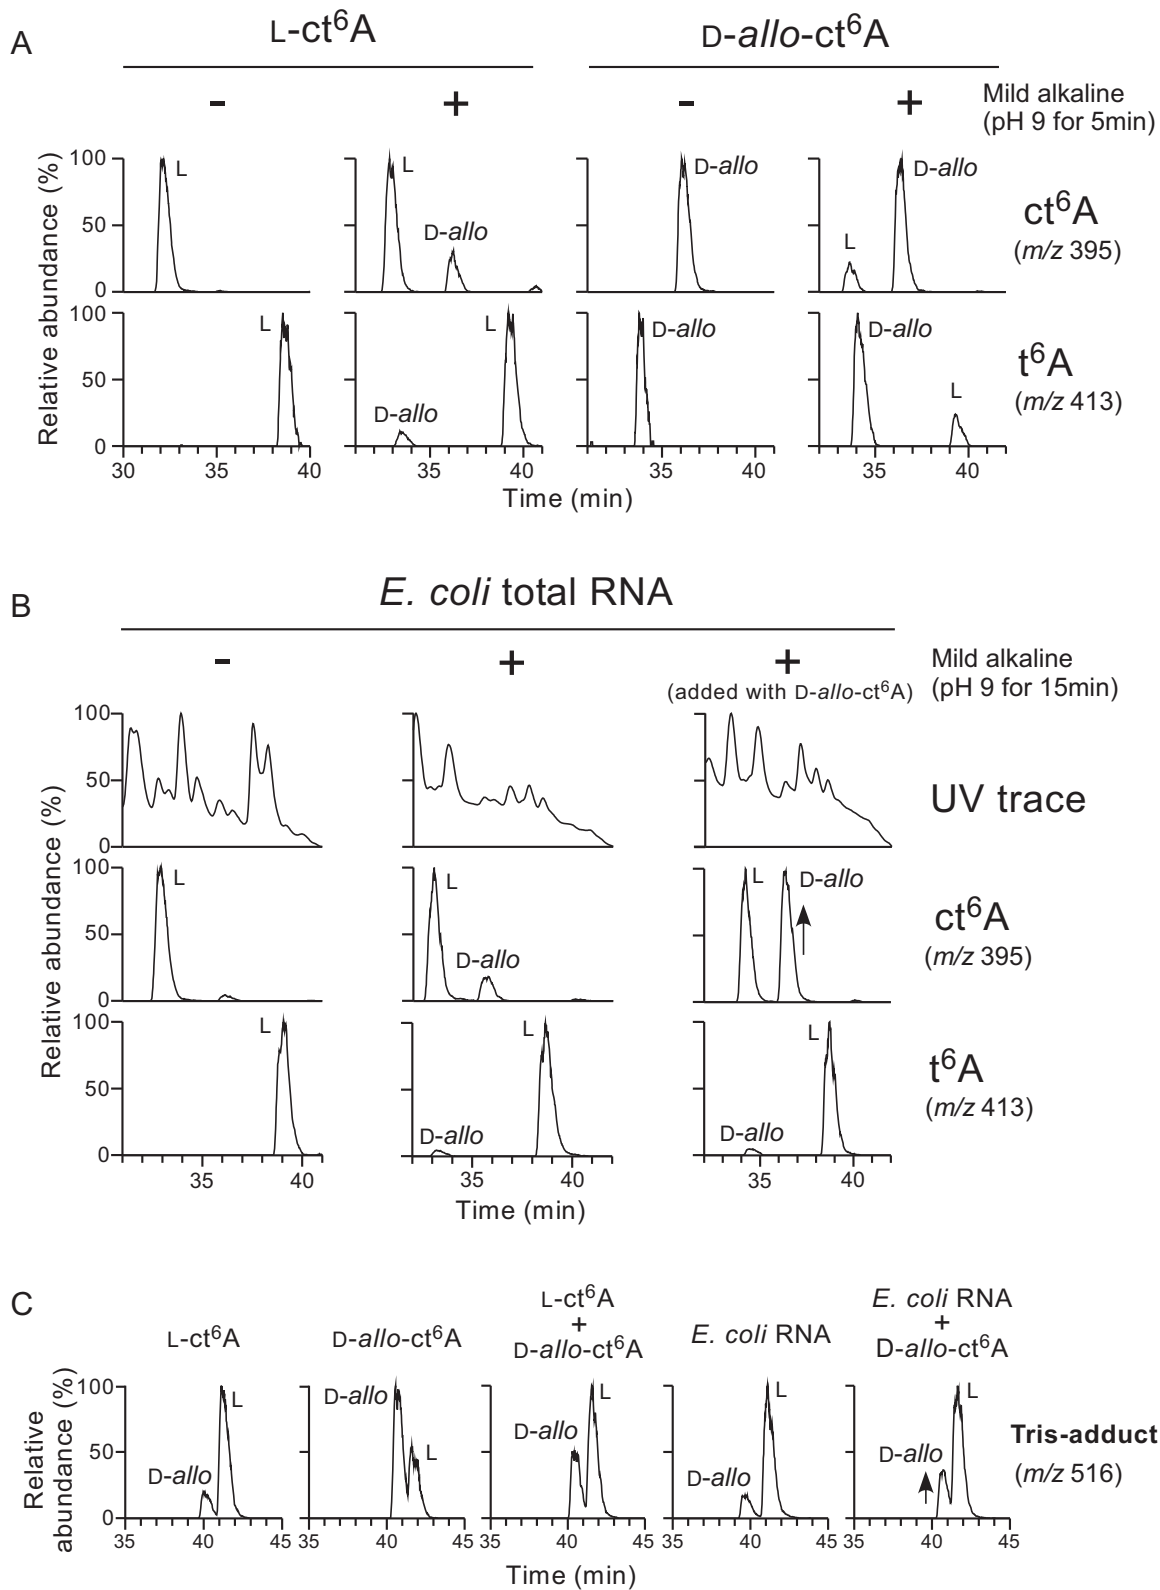 A
L-ct⁶A
D-allo-ct⁶A
- + - +
Mild alkaline
(pH 9 for 5min)
Relative abundance (%)
100
50
0
L
L
D-allo
D-allo
L
D-allo
ct⁶A
(m/z 395)
Relative abundance (%)
100
50
0
L
D-allo
L
D-allo
D-allo
L
t⁶A
(m/z 413)
30 35 40 35 40 35 40 35 40
Time (min)
B
E. coli total RNA
- + +
(added with D-allo-ct⁶A)
Mild alkaline
(pH 9 for 15min)
100
50
0
UV trace
Relative abundance (%)
100
50
0
L
L
D-allo
L
D-allo
ct⁶A
(m/z 395)
100
50
0
L
D-allo
L
D-allo
L
t⁶A
(m/z 413)
35 40 35 40 35 40
Time (min)
C
L-ct⁶A
D-allo-ct⁶A
L-ct⁶A
+
D-allo-ct⁶A
E. coli RNA
E. coli RNA
+
D-allo-ct⁶A
Relative
abundance (%)
100
50
0
D-allo
L
D-allo
L
D-allo
L
D-allo
L
D-allo
L
Tris-adduct
(m/z 516)
35 40 45 35 40 45 35 40 45 35 40 45 35 40 45
Time (min)